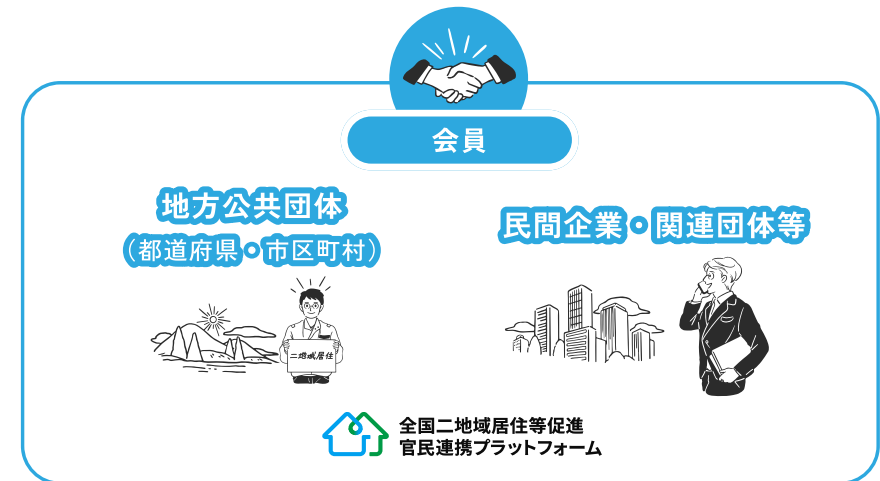 会員
地方公共団体
（都道府県・市区町村）
民間企業・関連団体等
二地域居住
全国二地域居住等促進
官民連携プラットフォーム